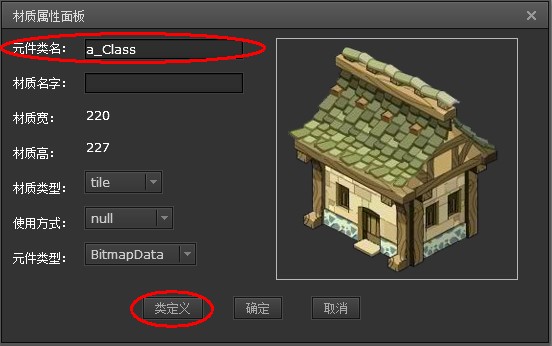 材质属性面板
元件类名： a_Class
材质名字：
材质宽： 220
材质高： 227
材质类型： tile
使用方式： null
元件类型： BitmapData
类定义 确定 取消